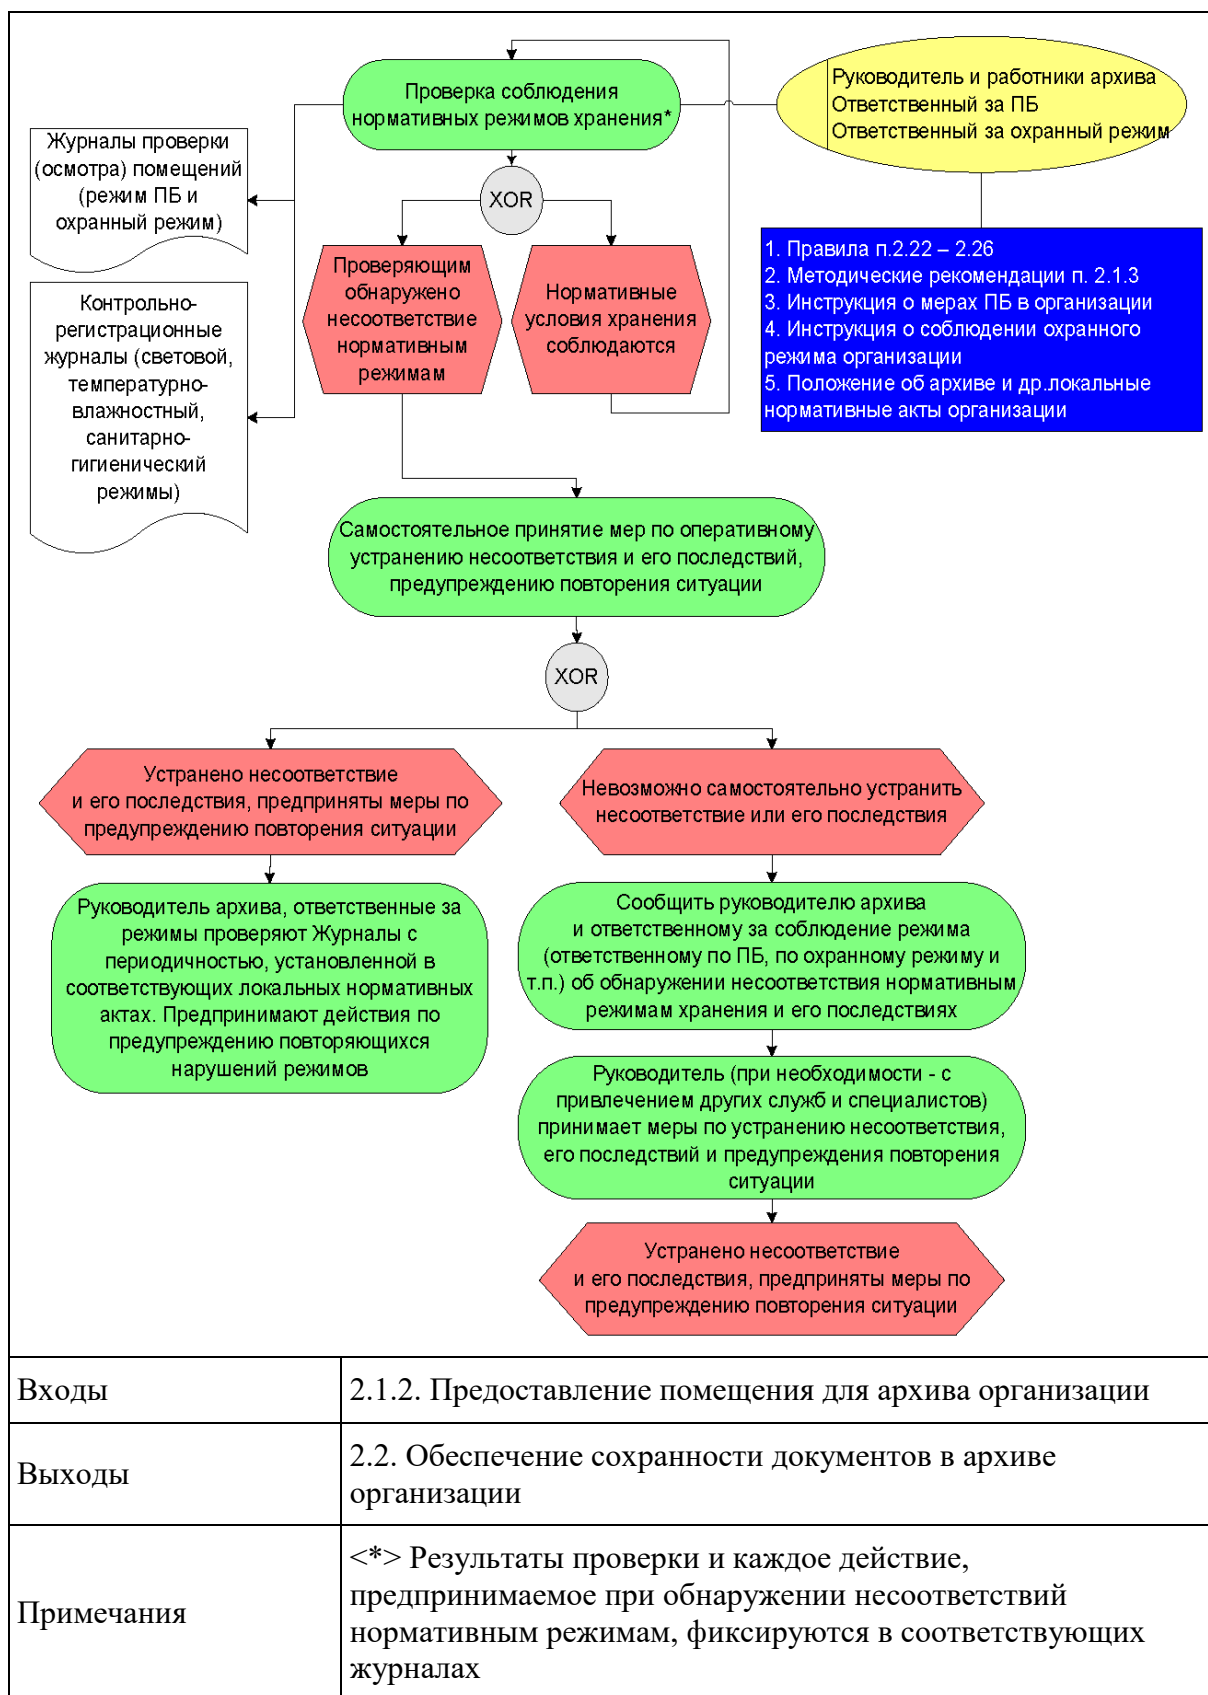 Проверка соблюдения
нормативных режимов хранения*
Руководитель и работники архива
Ответственный за ПБ
Ответственный за охранный режим
Журналы проверки
(осмотра) помещений
(режим ПБ и
охранный режим)
XOR
1. Правила п.2.22 – 2.26
2. Методические рекомендации п. 2.1.3
3. Инструкция о мерах ПБ в организации
4. Инструкция о соблюдении охранного
режима организации
5. Положение об архиве и др.локальные
нормативные акты организации
Проверяющим
обнаружено
несоответствие
нормативным
режимам
Нормативные
условия хранения
соблюдаются
Контрольно-
регистрационные
журналы (световой,
температурно-
влажностный,
санитарно-
гигиенический
режимы)
Самостоятельное принятие мер по оперативному
устранению несоответствия и его последствий,
предупреждению повторения ситуации
XOR
Устранено несоответствие
и его последствия, предприняты меры по
предупреждению повторения ситуации
Невозможно самостоятельно устранить
несоответствие или его последствия
Руководитель архива, ответственные за
режимы проверяют Журналы с
периодичностью, установленной в
соответствующих локальных нормативных
актах. Предпринимают действия по
предупреждению повторяющихся
нарушений режимов
Сообщить руководителю архива
и ответственному за соблюдение режима
(ответственному по ПБ, по охранному режиму и
т.п.) об обнаружении несоответствия нормативным
режимам хранения и его последствиях
Руководитель (при необходимости - с
привлечением других служб и специалистов)
принимает меры по устранению несоответствия,
его последствий и предупреждения повторения
ситуации
Устранено несоответствие
и его последствия, предприняты меры по
предупреждению повторения ситуации
Входы
2.1.2. Предоставление помещения для архива организации
Выходы
2.2. Обеспечение сохранности документов в архиве
организации
Примечания
<*> Результаты проверки и каждое действие,
предпринимаемое при обнаружении несоответствий
нормативным режимам, фиксируются в соответствующих
журналах